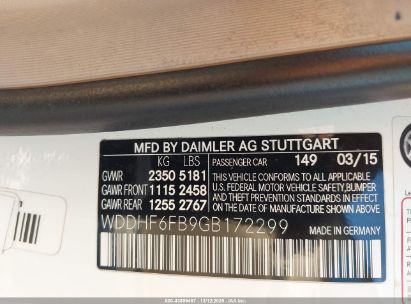 MFD BY DAIMLER AG STUTTGART
KG LBS
GVWR 2350 5181
GAWR FRONT 1115 2458
GAWR REAR 1255 2767
PASSENGER CAR 149 03/15
THIS VEHICLE CONFORMS TO ALL APPLICABLE
U.S. FEDERAL MOTOR VEHICLE SAFETY, BUMPER
AND THEFT PREVENTION STANDARDS IN EFFECT
ON THE DATE OF MANUFACTURE SHOWN ABOVE.
WDDHF6FB9GB172299
MADE IN GERMANY